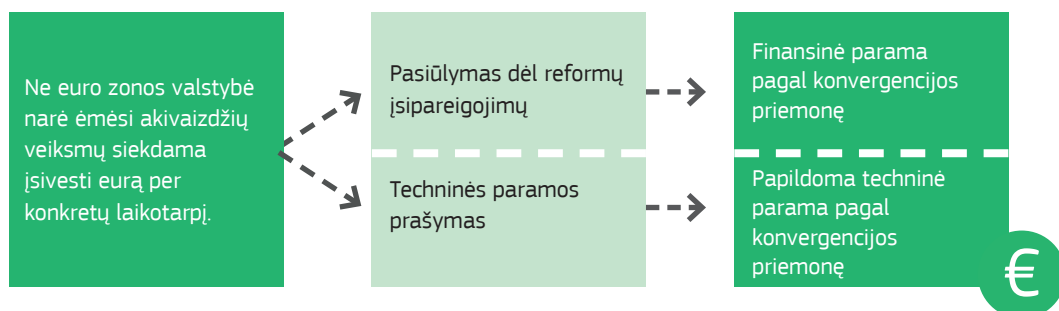 Ne euro zonos valstybė
narė ėmėsi akivaizdžių
veiksmų siekdama
įsivesti eurą per
konkretų laikotarpį.
Pasiūlymas dėl reformų
įsipareigojimų
Techninės paramos
prašymas
Finansinė parama
pagal konvergencijos
priemonę
Papildoma techninė
parama pagal
konvergencijos
priemonę
€